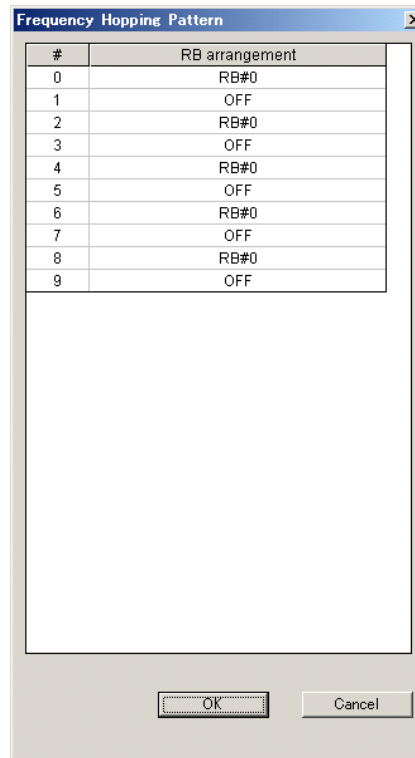 Frequency Hopping Pattern
# RB arrangement
0 RB#0
1 OFF
2 RB#0
3 OFF
4 RB#0
5 OFF
6 RB#0
7 OFF
8 RB#0
9 OFF
OK Cancel